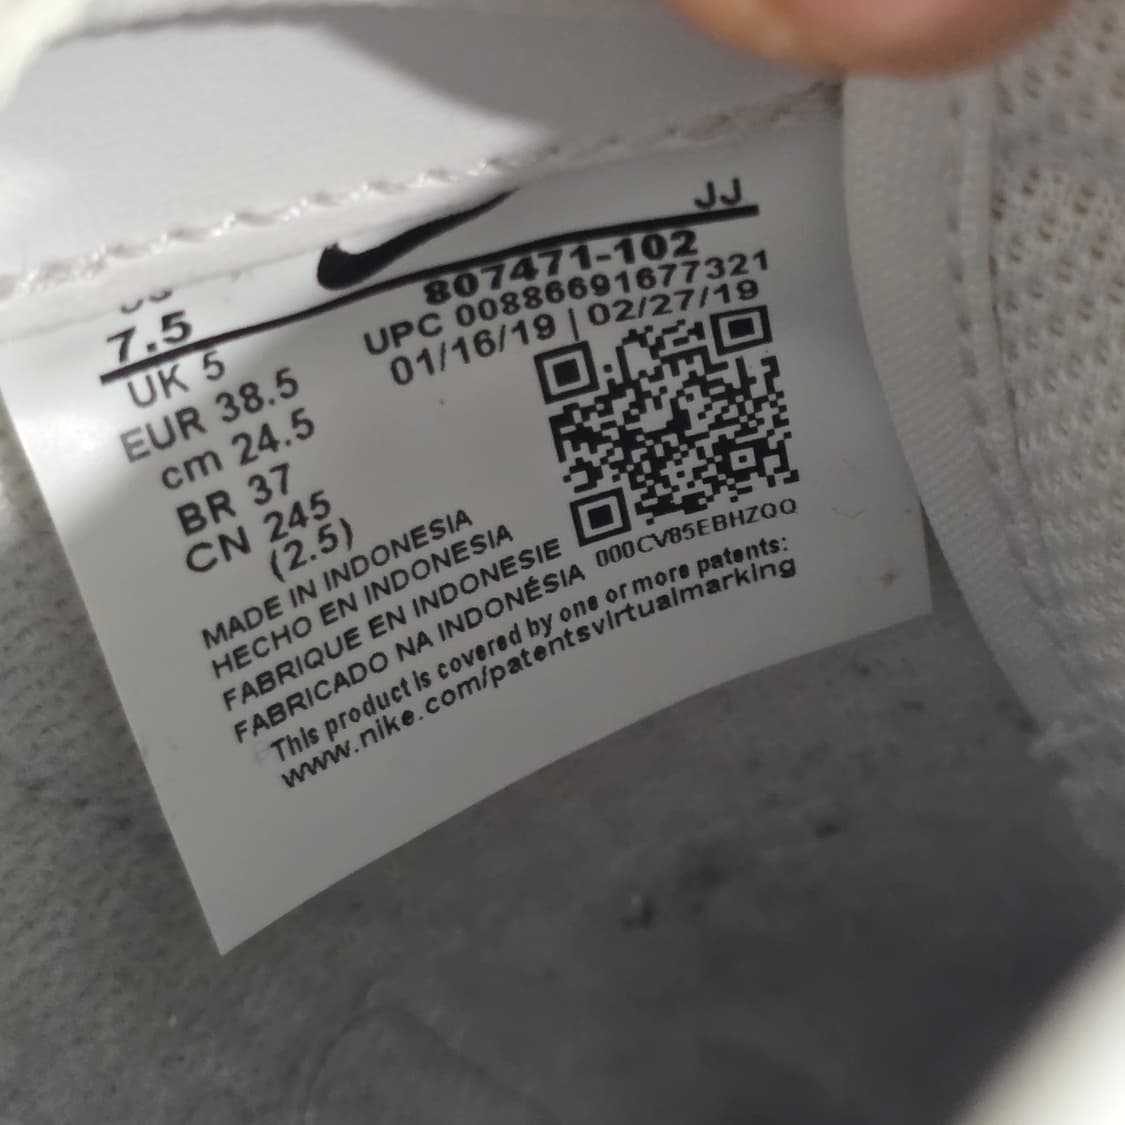 JJ
US
7.5
807471-102
UPC 00886691677321
01/16/19 | 02/27/19
UK 5
EUR 38.5
cm 24.5
BR 37
CN 245
(2.5)
MADE IN INDONESIA
HECHO EN INDONESIA
FABRIQUE EN INDONESIE
FABRICADO NA INDONÉSIA
000CV85EBHZQQ
This product is covered by one or more patents:
www.nike.com/patentsvirtualmarking